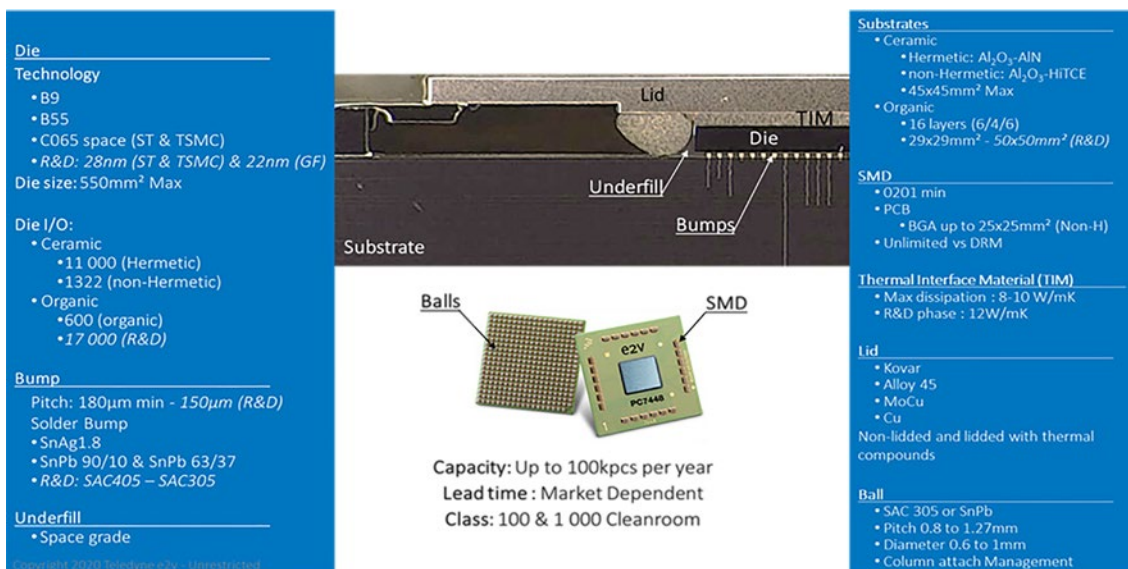 Die
Technology
•B9
•B55
•C065 space (ST & TSMC)
•R&D: 28nm (ST & TSMC) & 22nm (GF)
Die size: 550mm² Max
Die I/O:
•Ceramic
•11 000 (Hermetic)
•1322 (non-Hermetic)
•Organic
•600 (organic)
•17 000 (R&D)
Bump
Pitch: 180µm min - 150µm (R&D)
Solder Bump
•SnAg1.8
•SnPb 90/10 & SnPb 63/37
•R&D: SAC405 – SAC305
Underfill
•Space grade
Copyright 2020 Teledyne e2v - Unrestricted
Lid
TIM
Die
Underfill
Bumps
Substrate
Balls
SMD
e2v
PC7448
Capacity: Up to 100kpcs per year
Lead time : Market Dependent
Class: 100 & 1 000 Cleanroom
Substrates
•Ceramic
•Hermetic: Al₂O₃-AlN
•non-Hermetic: Al₂O₃-HiTCE
•45x45mm² Max
•Organic
•16 layers (6/4/6)
•29x29mm² - 50x50mm² (R&D)
SMD
•0201 min
•PCB
•BGA up to 25x25mm² (Non-H)
•Unlimited vs DRM
Thermal Interface Material (TIM)
•Max dissipation : 8-10 W/mK
•R&D phase : 12W/mK
Lid
•Kovar
•Alloy 45
•MoCu
•Cu
Non-lidded and lidded with thermal
compounds
Ball
•SAC 305 or SnPb
•Pitch 0.8 to 1.27mm
•Diameter 0.6 to 1mm
•Column attach Management